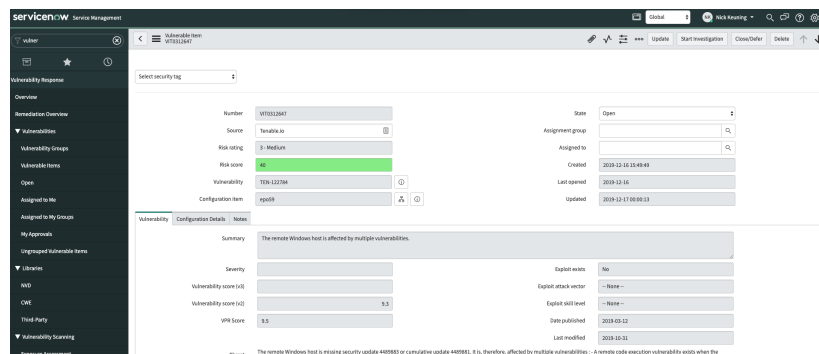 servicenow Service Management
Global
NK Nick Keuning
vulner
Vulnerable Item
VIT0312647
Update
Start Investigation
Close/Defer
Delete
Vulnerability Response
Overview
Remediation Overview
Vulnerabilities
Vulnerability Groups
Vulnerable Items
Open
Assigned to Me
Assigned to My Groups
My Approvals
Ungrouped Vulnerable Items
Libraries
NVD
CWE
Third-Party
Vulnerability Scanning
Select security tag
Number VIT0312647
Source Tenable.io
Risk rating 3 - Medium
Risk score 40
Vulnerability TEN-122784
Configuration item epo59
State Open
Assignment group
Assigned to
Created 2019-12-16 15:49:49
Last opened 2019-12-16
Updated 2019-12-17 00:00:13
Vulnerability
Configuration Details
Notes
Summary The remote Windows host is affected by multiple vulnerabilities.
Severity
Vulnerability score (v3)
Vulnerability score (v2) 9.3
VPR Score 9.5
Exploit exists No
Exploit attack vector -- None --
Exploit skill level -- None --
Date published 2019-03-12
Last modified 2019-10-31
The remote Windows host is missing security update 4489883 or cumulative update 4489881. It is, therefore, affected by multiple vulnerabilities : - A remote code execution vulnerability exists when the